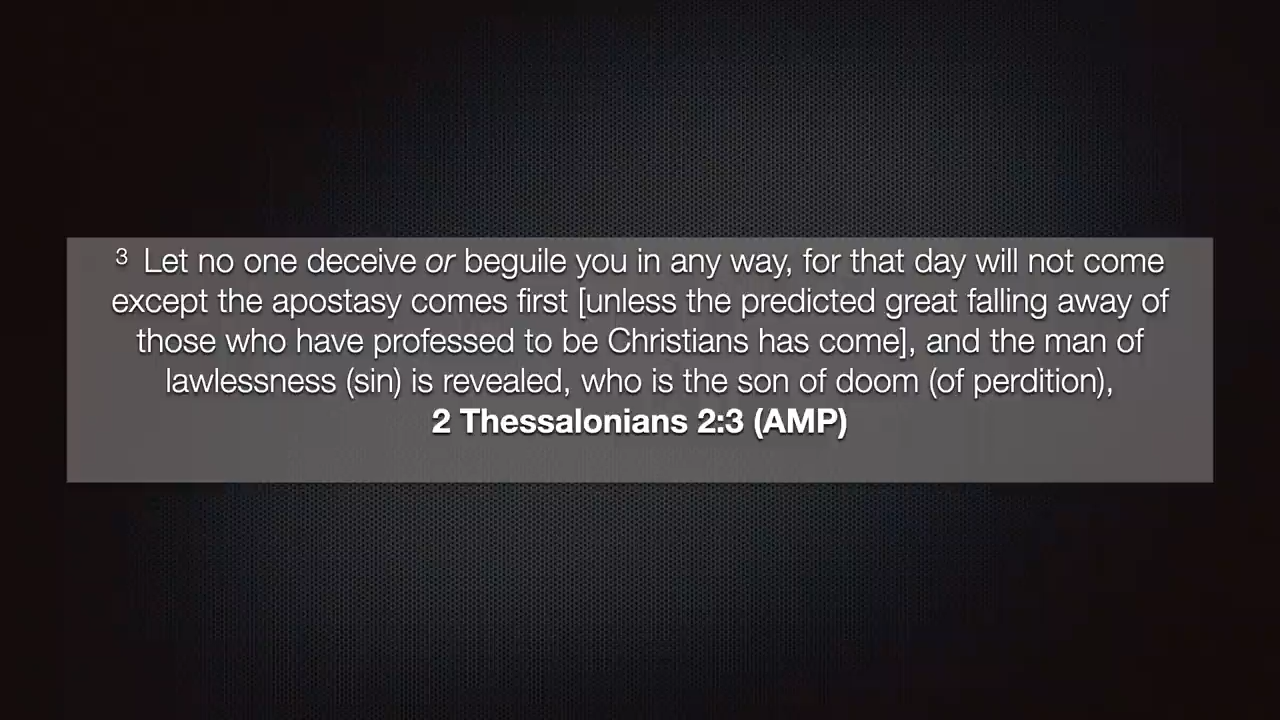 3 Let no one deceive or beguile you in any way, for that day will not come
except the apostasy comes first [unless the predicted great falling away of
those who have professed to be Christians has come], and the man of
lawlessness (sin) is revealed, who is the son of doom (of perdition),
2 Thessalonians 2:3 (AMP)